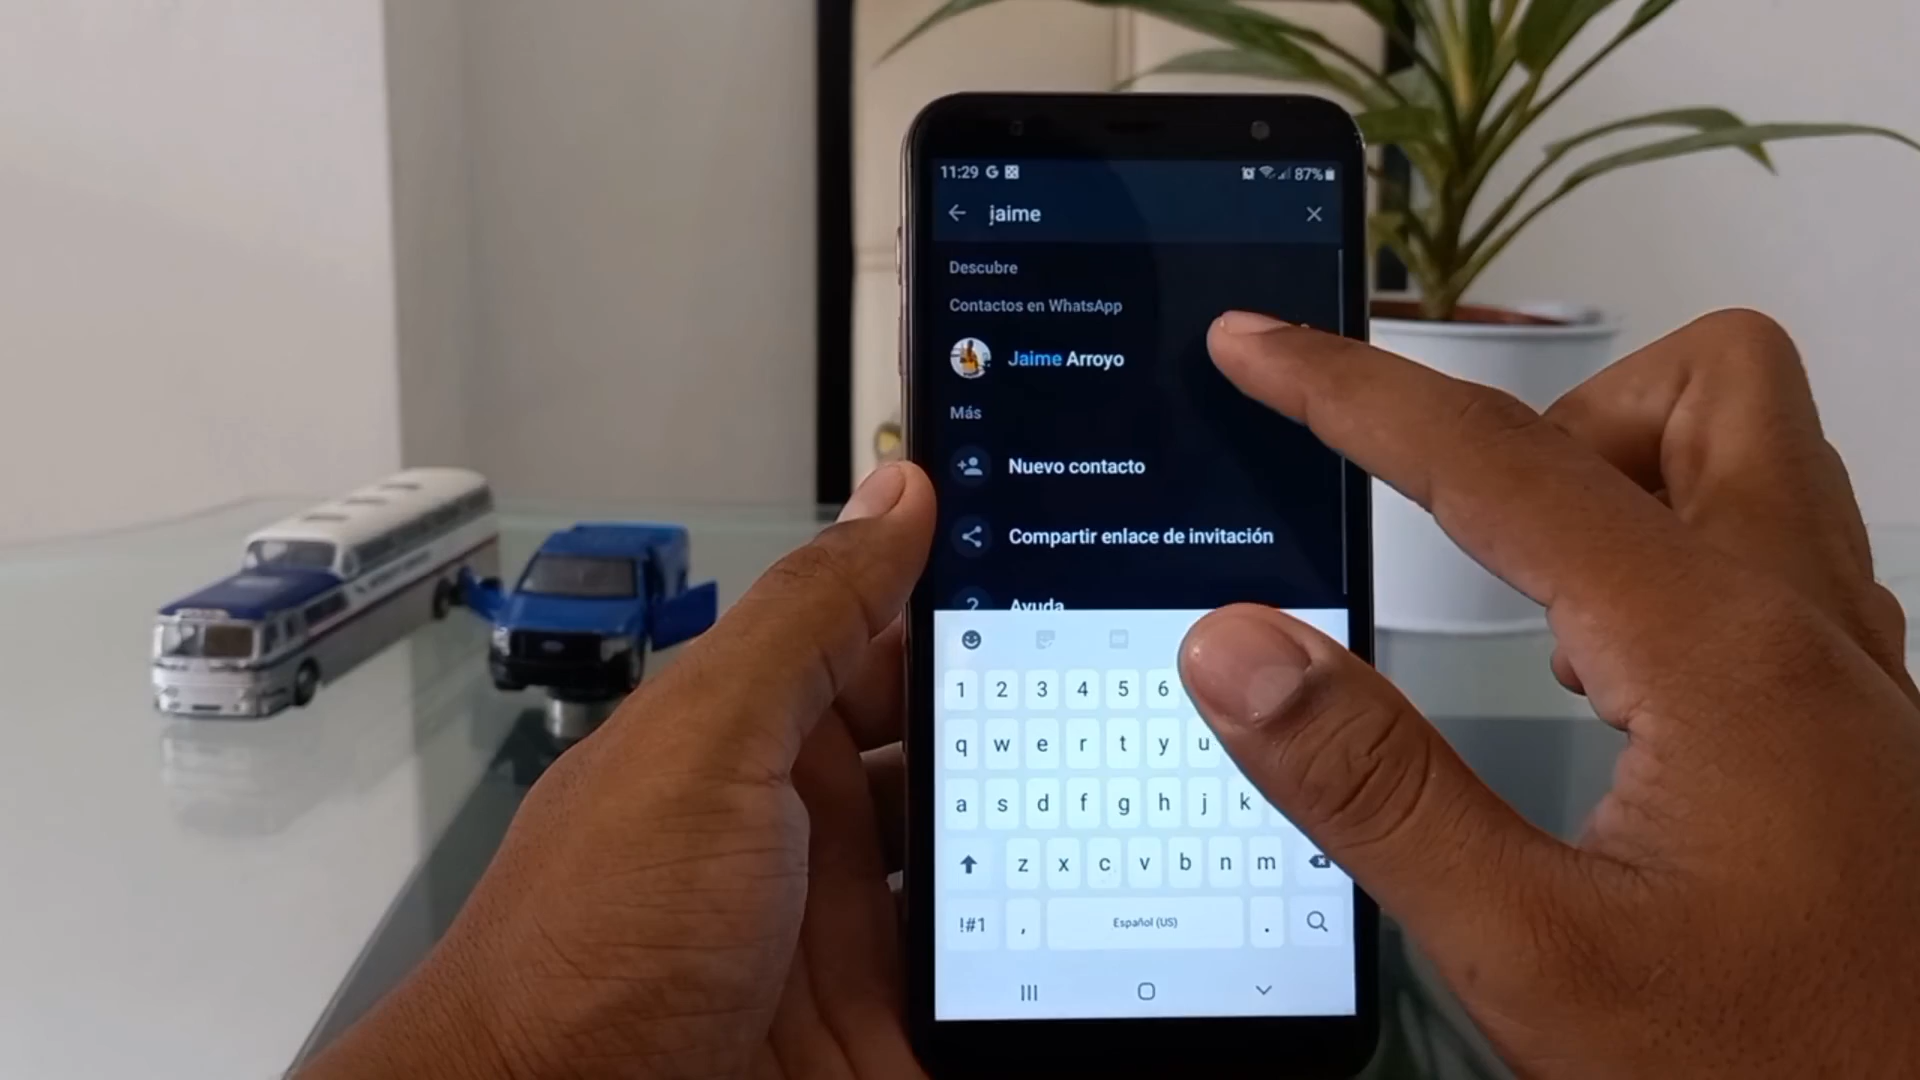 11:29 G 87%
jaime
Descubre
Contactos en WhatsApp
Jaime Arroyo
Más
Nuevo contacto
Compartir enlace de invitación
Ayuda
1 2 3 4 5 6
q w e r t y u
a s d f g h j k
z x c v b n m
!#1 , Español (US) .